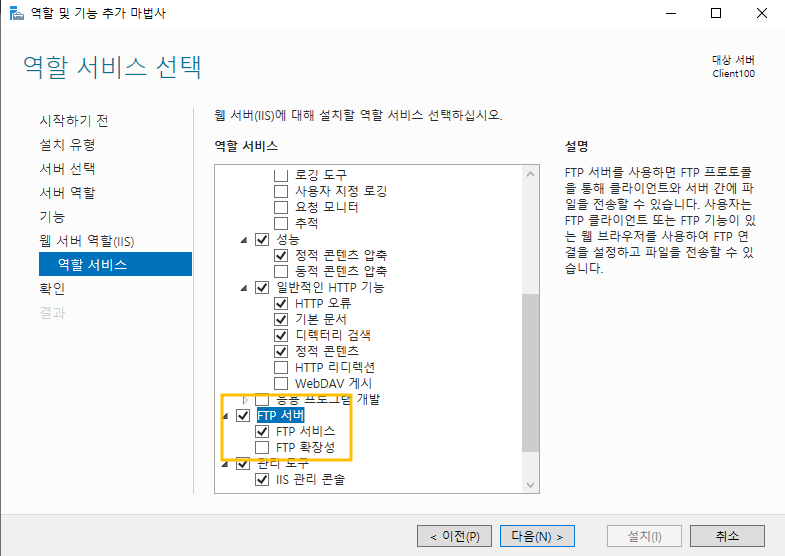 역할 및 기능 추가 마법사
역할 서비스 선택
대상 서버
Client100
시작하기 전
설치 유형
서버 선택
서버 역할
기능
웹 서버 역할(IIS)
역할 서비스
확인
결과
웹 서버(IIS)에 대해 설치할 역할 서비스 선택하십시오.
역할 서비스
로깅 도구
사용자 지정 로깅
요청 모니터
추적
성능
정적 콘텐츠 압축
동적 콘텐츠 압축
일반적인 HTTP 기능
HTTP 오류
기본 문서
디렉터리 검색
정적 콘텐츠
HTTP 리디렉션
WebDAV 게시
응용 프로그램 개발
FTP 서버
FTP 서비스
FTP 확장성
관리 도구
IIS 관리 콘솔
설명
FTP 서버를 사용하면 FTP 프로토콜
을 통해 클라이언트와 서버 간에 파
일을 전송할 수 있습니다. 사용자는
FTP 클라이언트 또는 FTP 기능이 있
는 웹 브라우저를 사용하여 FTP 연
결을 설정하고 파일을 전송할 수 있
습니다.
< 이전(P)
다음(N) >
설치(I)
취소